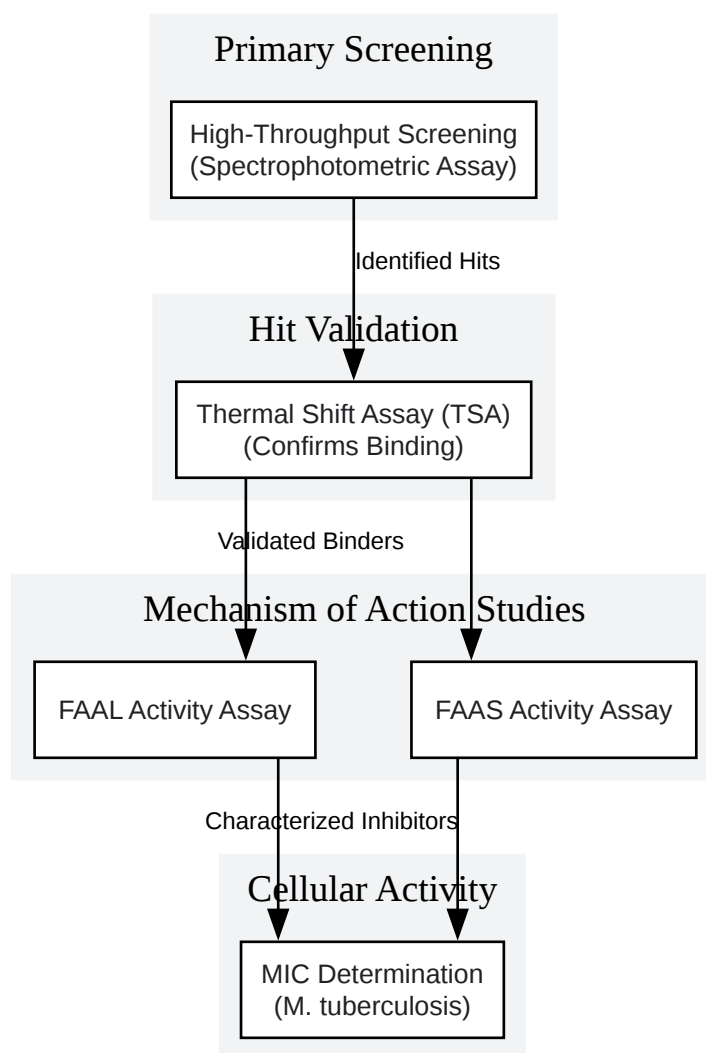 Primary Screening
High-Throughput Screening
(Spectrophotometric Assay)
Identified Hits
Hit Validation
Thermal Shift Assay (TSA)
(Confirms Binding)
Validated Binders
Mechanism of Action Studies
FAAL Activity Assay
FAAS Activity Assay
Characterized Inhibitors
Cellular Activity
MIC Determination
(M. tuberculosis)